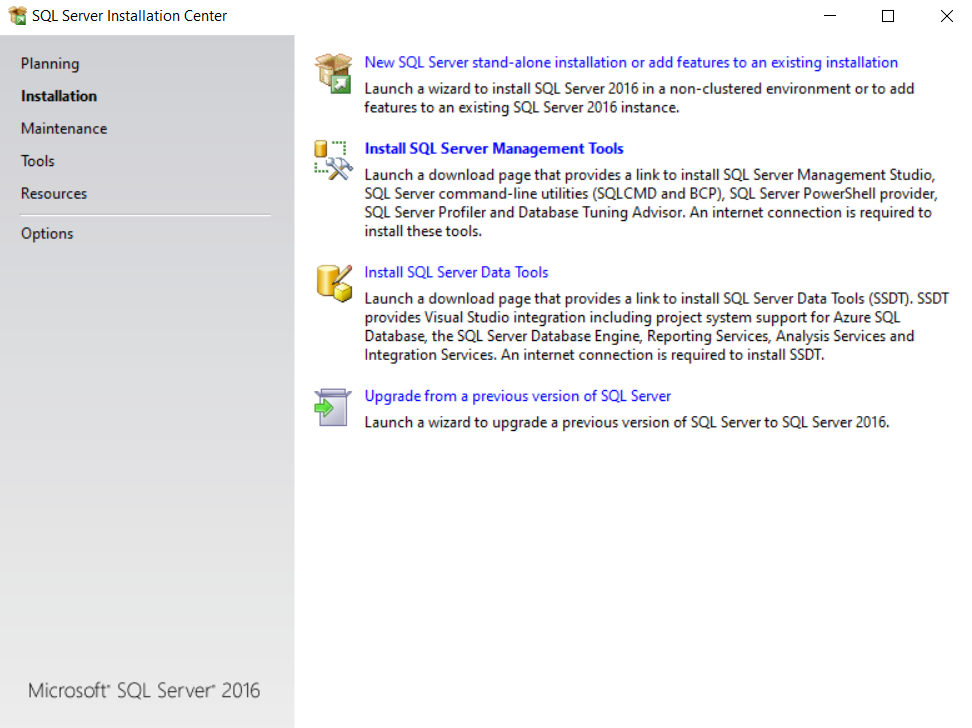 SQL Server Installation Center
Planning
Installation
Maintenance
Tools
Resources
Options
New SQL Server stand-alone installation or add features to an existing installation
Launch a wizard to install SQL Server 2016 in a non-clustered environment or to add
features to an existing SQL Server 2016 instance.
Install SQL Server Management Tools
Launch a download page that provides a link to install SQL Server Management Studio,
SQL Server command-line utilities (SQLCMD and BCP), SQL Server PowerShell provider,
SQL Server Profiler and Database Tuning Advisor. An internet connection is required to
install these tools.
Install SQL Server Data Tools
Launch a download page that provides a link to install SQL Server Data Tools (SSDT). SSDT
provides Visual Studio integration including project system support for Azure SQL
Database, the SQL Server Database Engine, Reporting Services, Analysis Services and
Integration Services. An internet connection is required to install SSDT.
Upgrade from a previous version of SQL Server
Launch a wizard to upgrade a previous version of SQL Server to SQL Server 2016.
Microsoft® SQL Server® 2016